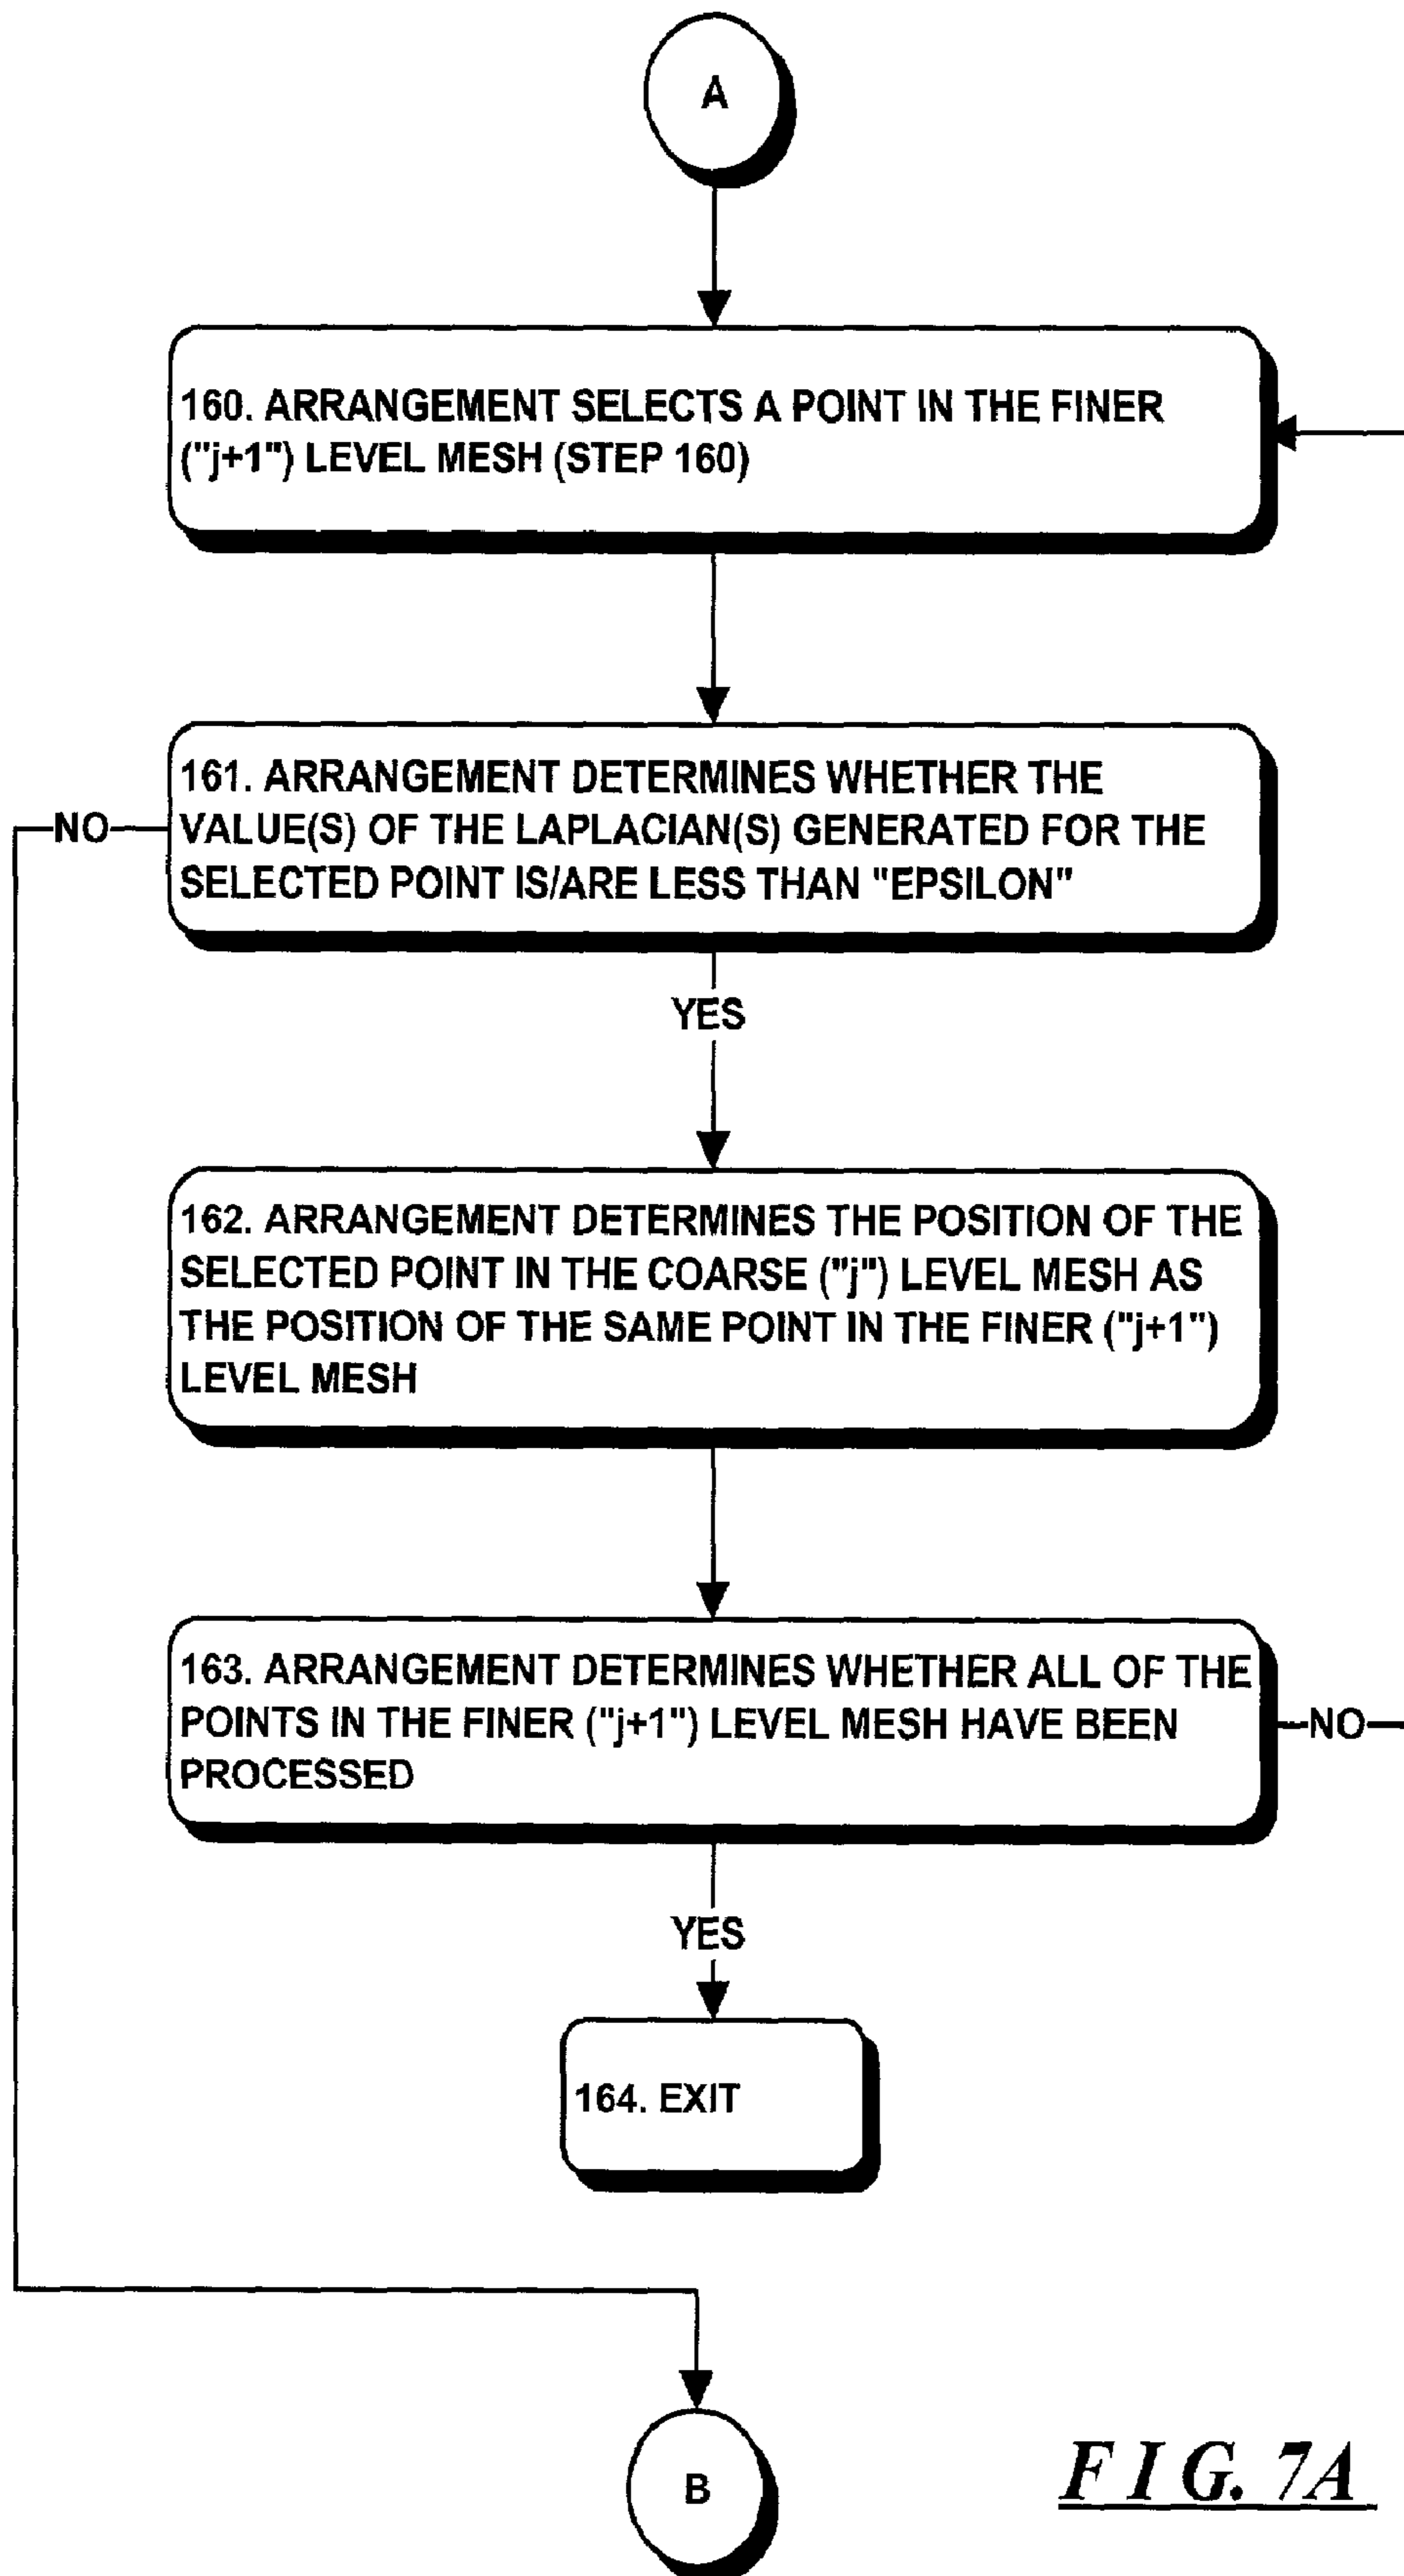 A
160. ARRANGEMENT SELECTS A POINT IN THE FINER
("j+1") LEVEL MESH (STEP 160)
161. ARRANGEMENT DETERMINES WHETHER THE
VALUE(S) OF THE LAPLACIAN(S) GENERATED FOR THE
SELECTED POINT IS/ARE LESS THAN "EPSILON"
NO
YES
162. ARRANGEMENT DETERMINES THE POSITION OF THE
SELECTED POINT IN THE COARSE ("j") LEVEL MESH AS
THE POSITION OF THE SAME POINT IN THE FINER ("j+1")
LEVEL MESH
163. ARRANGEMENT DETERMINES WHETHER ALL OF THE
POINTS IN THE FINER ("j+1") LEVEL MESH HAVE BEEN
PROCESSED
NO
YES
164. EXIT
B
FIG. 7A